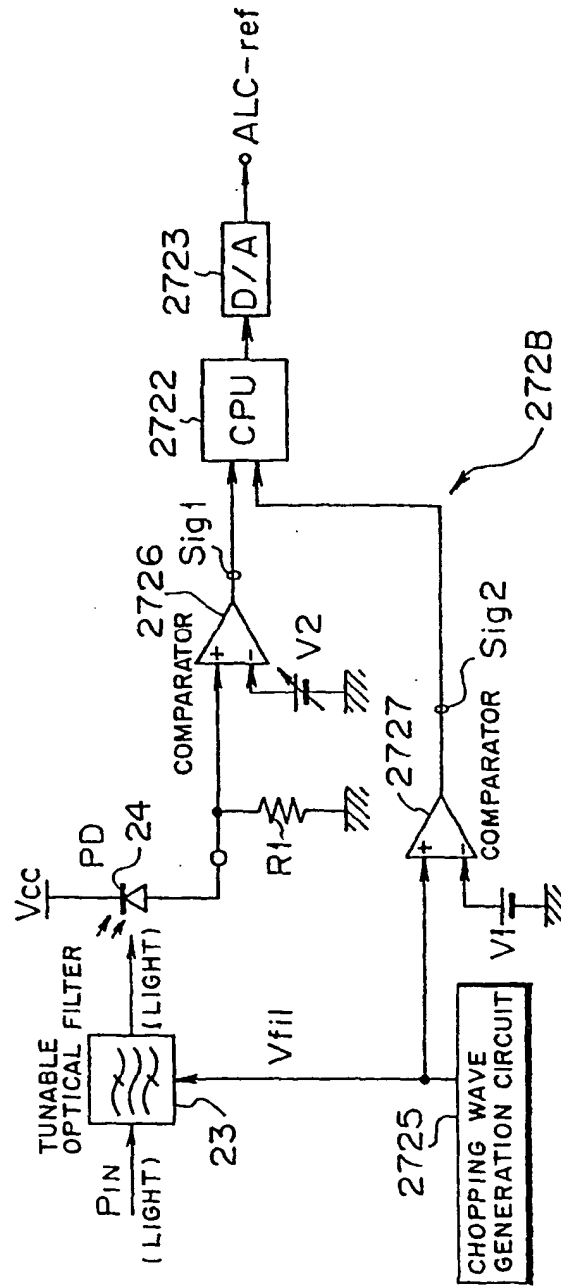 PIN
(LIGHT)
TUNABLE
OPTICAL FILTER
23
(LIGHT)
Vcc
PD
24
R1
COMPARATOR
2726
+
-
V2
Sig1
2722
CPU
2723
D/A
ALC-ref
Vfil
2725
CHOPPING WAVE
GENERATION CIRCUIT
V1
+
-
2727
COMPARATOR
Sig2
272B